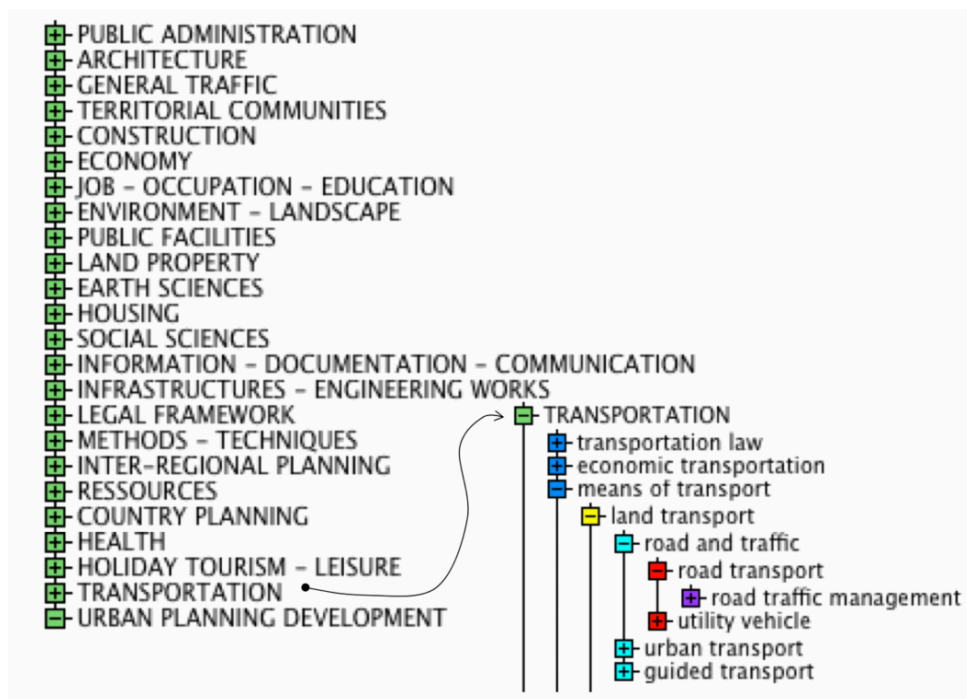 PUBLIC ADMINISTRATION
ARCHITECTURE
GENERAL TRAFFIC
TERRITORIAL COMMUNITIES
CONSTRUCTION
ECONOMY
JOB - OCCUPATION - EDUCATION
ENVIRONMENT - LANDSCAPE
PUBLIC FACILITIES
LAND PROPERTY
EARTH SCIENCES
HOUSING
SOCIAL SCIENCES
INFORMATION - DOCUMENTATION - COMMUNICATION
INFRASTRUCTURES - ENGINEERING WORKS
LEGAL FRAMEWORK
METHODS - TECHNIQUES
INTER-REGIONAL PLANNING
RESSOURCES
COUNTRY PLANNING
HEALTH
HOLIDAY TOURISM - LEISURE
TRANSPORTATION
URBAN PLANNING DEVELOPMENT
TRANSPORTATION
transportation law
economic transportation
means of transport
land transport
road and traffic
road transport
road traffic management
utility vehicle
urban transport
guided transport